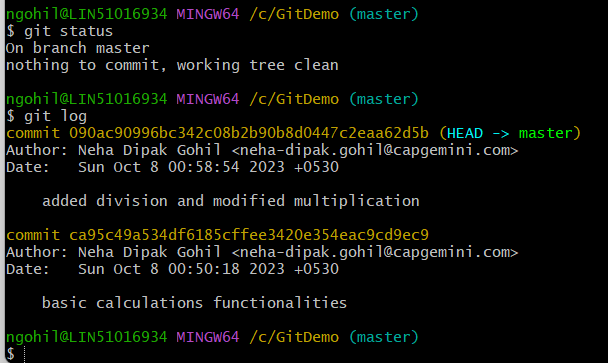 ngohil@LIN51016934 MINGW64 /c/GitDemo (master)
$ git status
On branch master
nothing to commit, working tree clean
ngohil@LIN51016934 MINGW64 /c/GitDemo (master)
$ git log
commit 090ac90996bc342c08b2b90b8d0447c2eaa62d5b (HEAD -> master)
Author: Neha Dipak Gohil <neha-dipak.gohil@capgemini.com>
Date:   Sun Oct 8 00:58:54 2023 +0530
    added division and modified multiplication
commit ca95c49a534df6185cffee3420e354eac9cd9ec9
Author: Neha Dipak Gohil <neha-dipak.gohil@capgemini.com>
Date:   Sun Oct 8 00:50:18 2023 +0530
    basic calculations functionalities
ngohil@LIN51016934 MINGW64 /c/GitDemo (master)
$